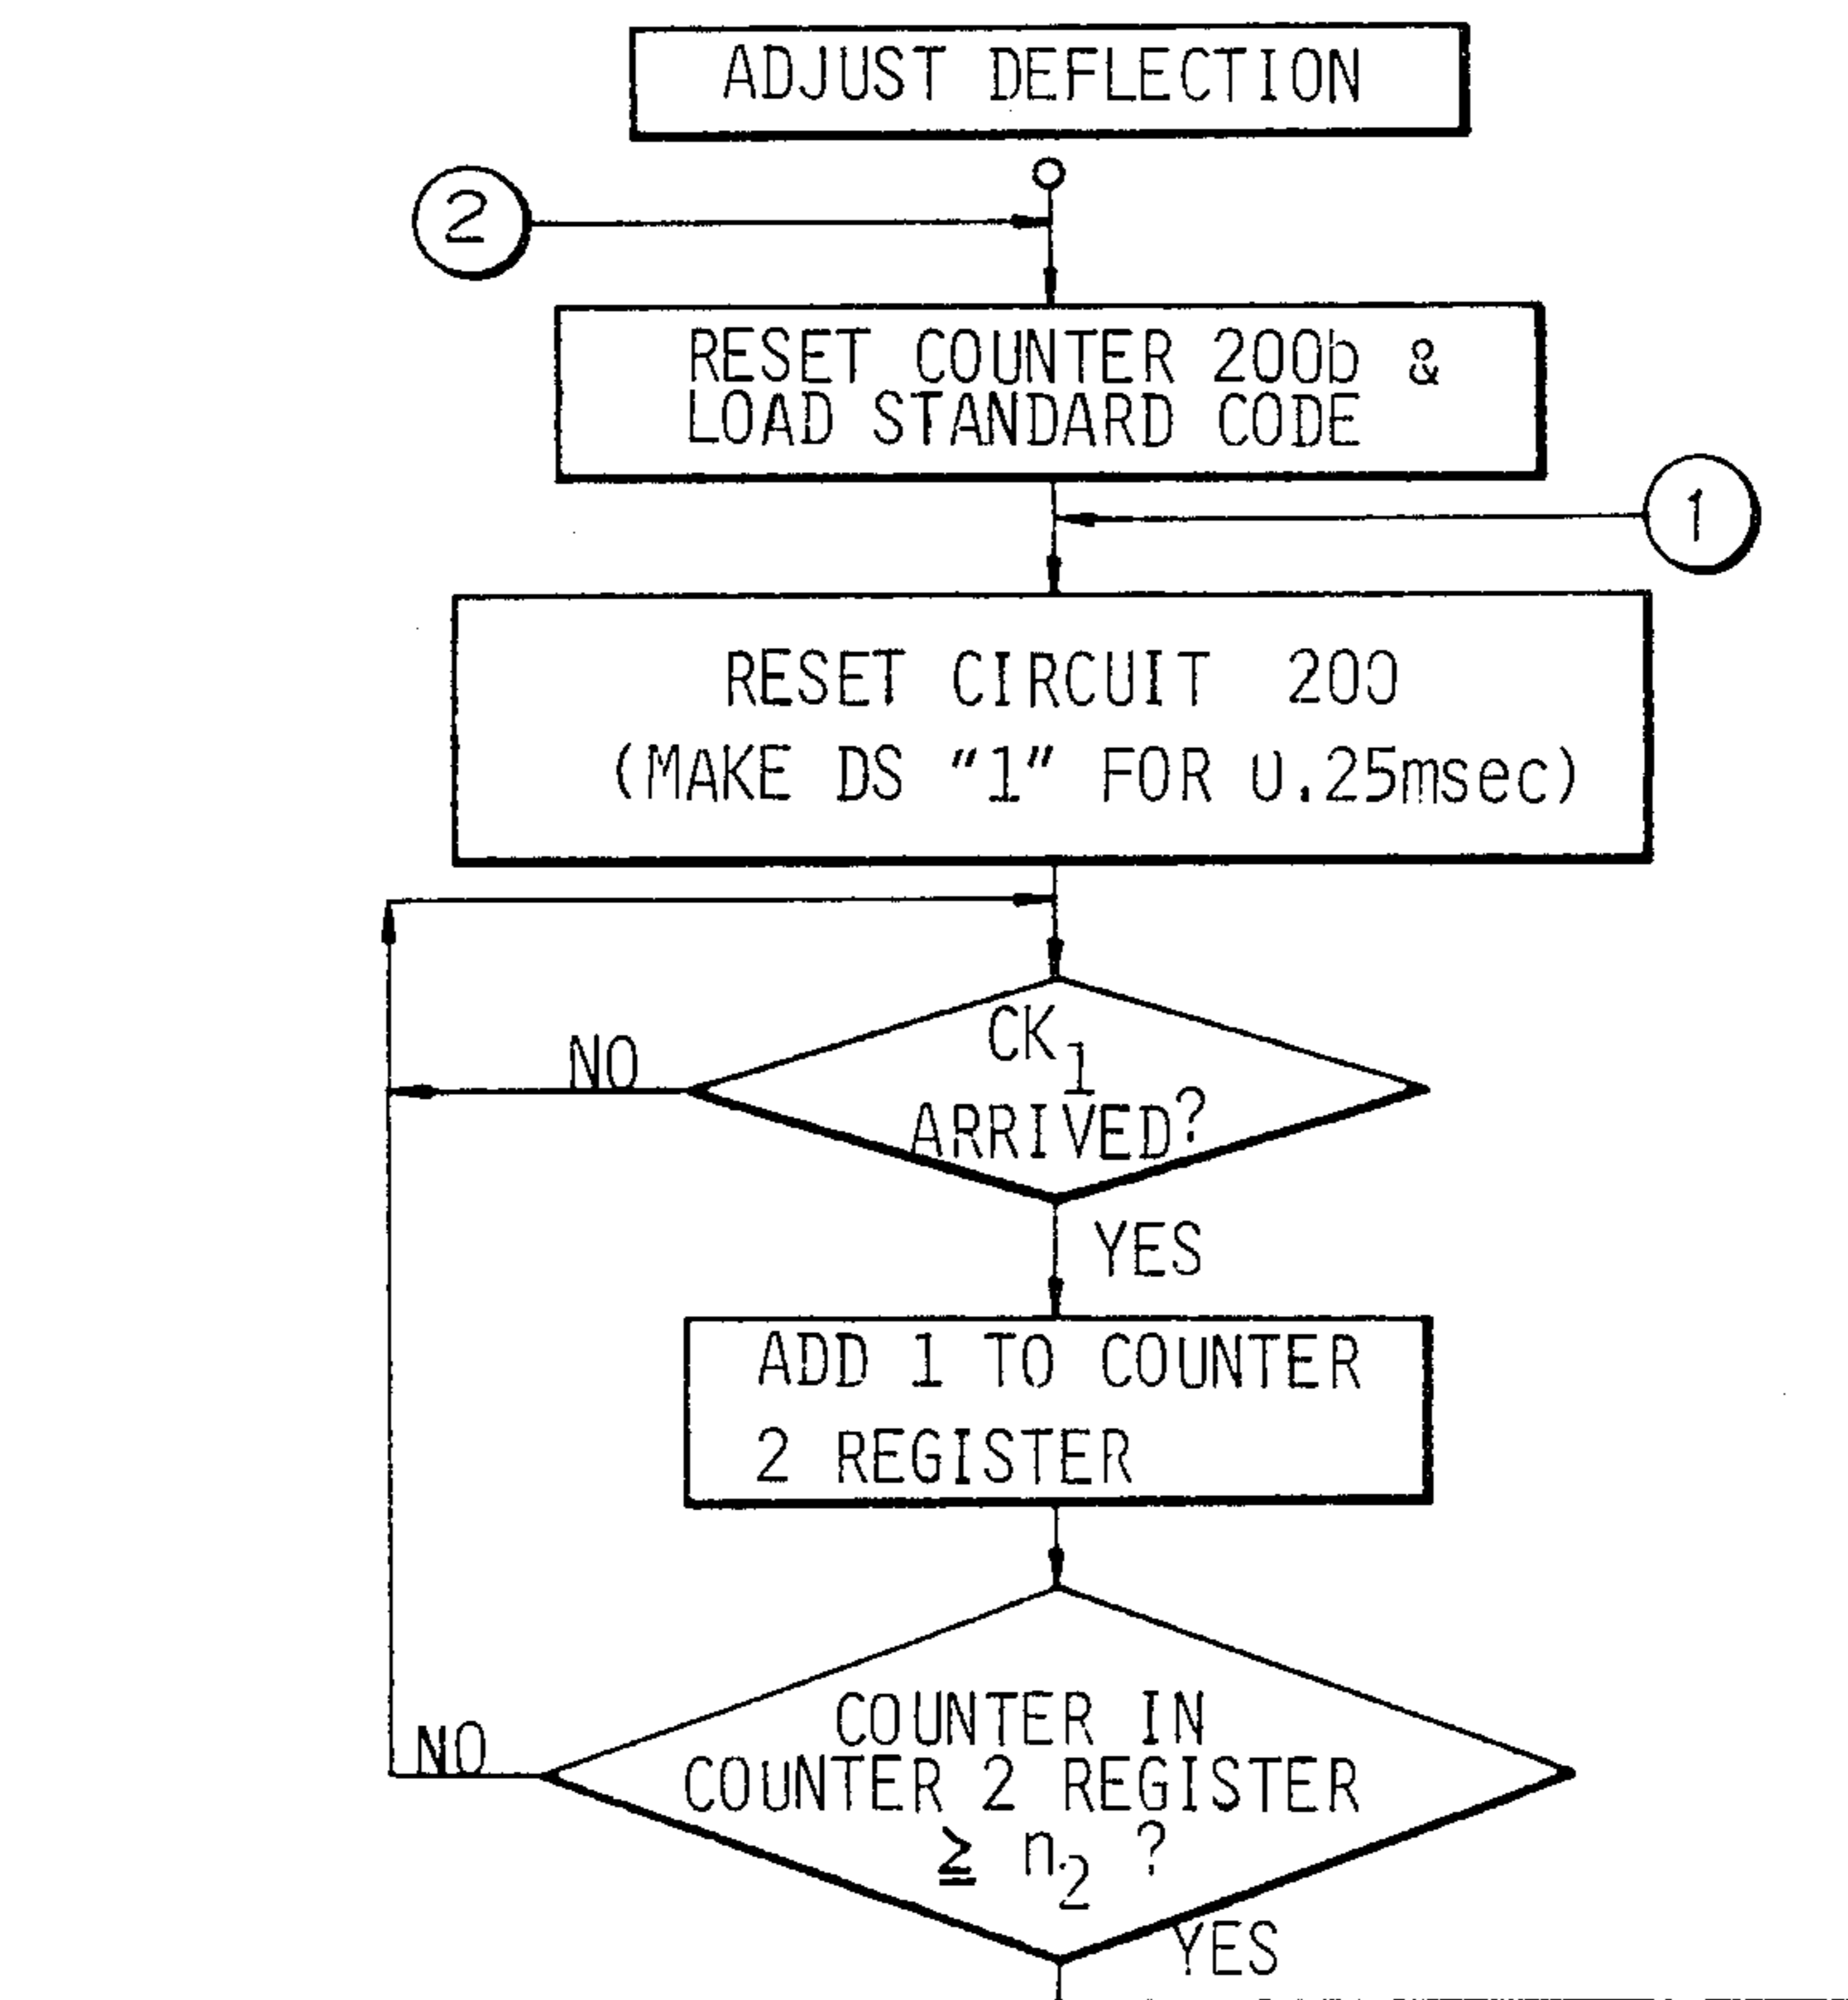 ADJUST DEFLECTION
2
RESET COUNTER 200b &
LOAD STANDARD CODE
1
RESET CIRCUIT 200
(MAKE DS "1" FOR 0.25msec)
CK1
ARRIVED?
NO
YES
ADD 1 TO COUNTER
2 REGISTER
COUNTER IN
COUNTER 2 REGISTER
≧ n2 ?
NO
YES